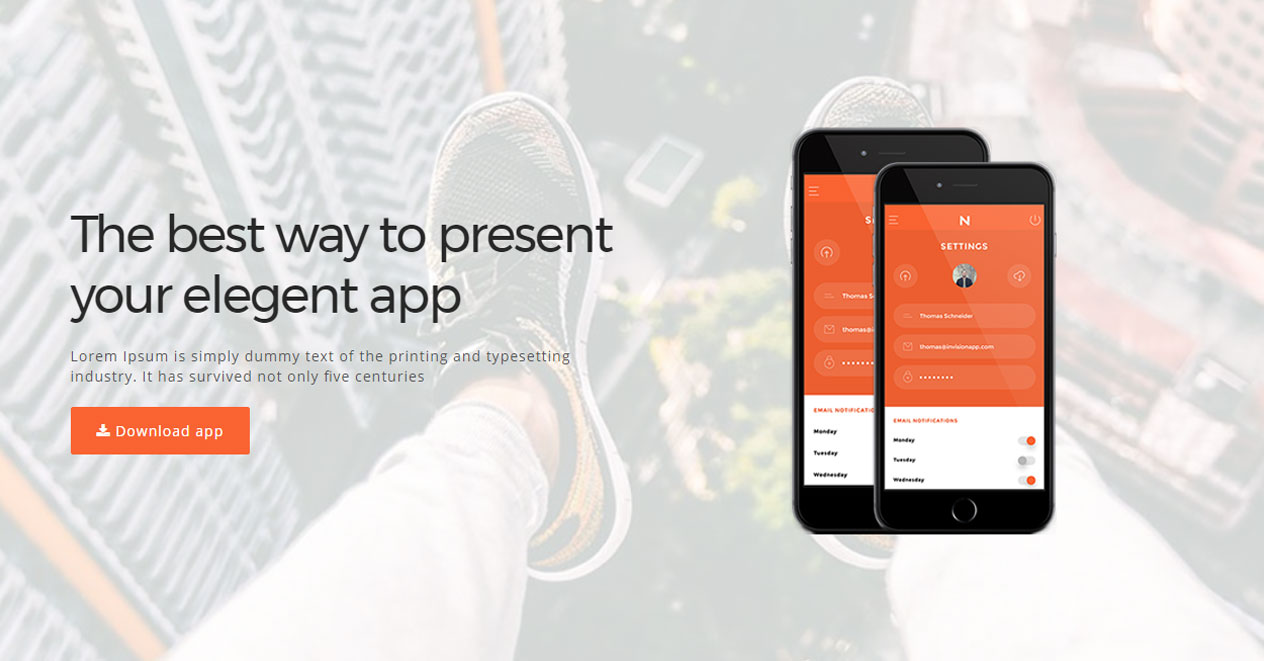 The best way to present
your elegent app
Lorem Ipsum is simply dummy text of the printing and typesetting
industry. It has survived not only five centuries
Download app
S
Thomas S
thomas@i
EMAIL NOTIFICATIO
Monday
Tuesday
Wednesday
N
SETTINGS
Thomas Schneider
thomas@invisionapp.com
EMAIL NOTIFICATIONS
Monday
Tuesday
Wednesday